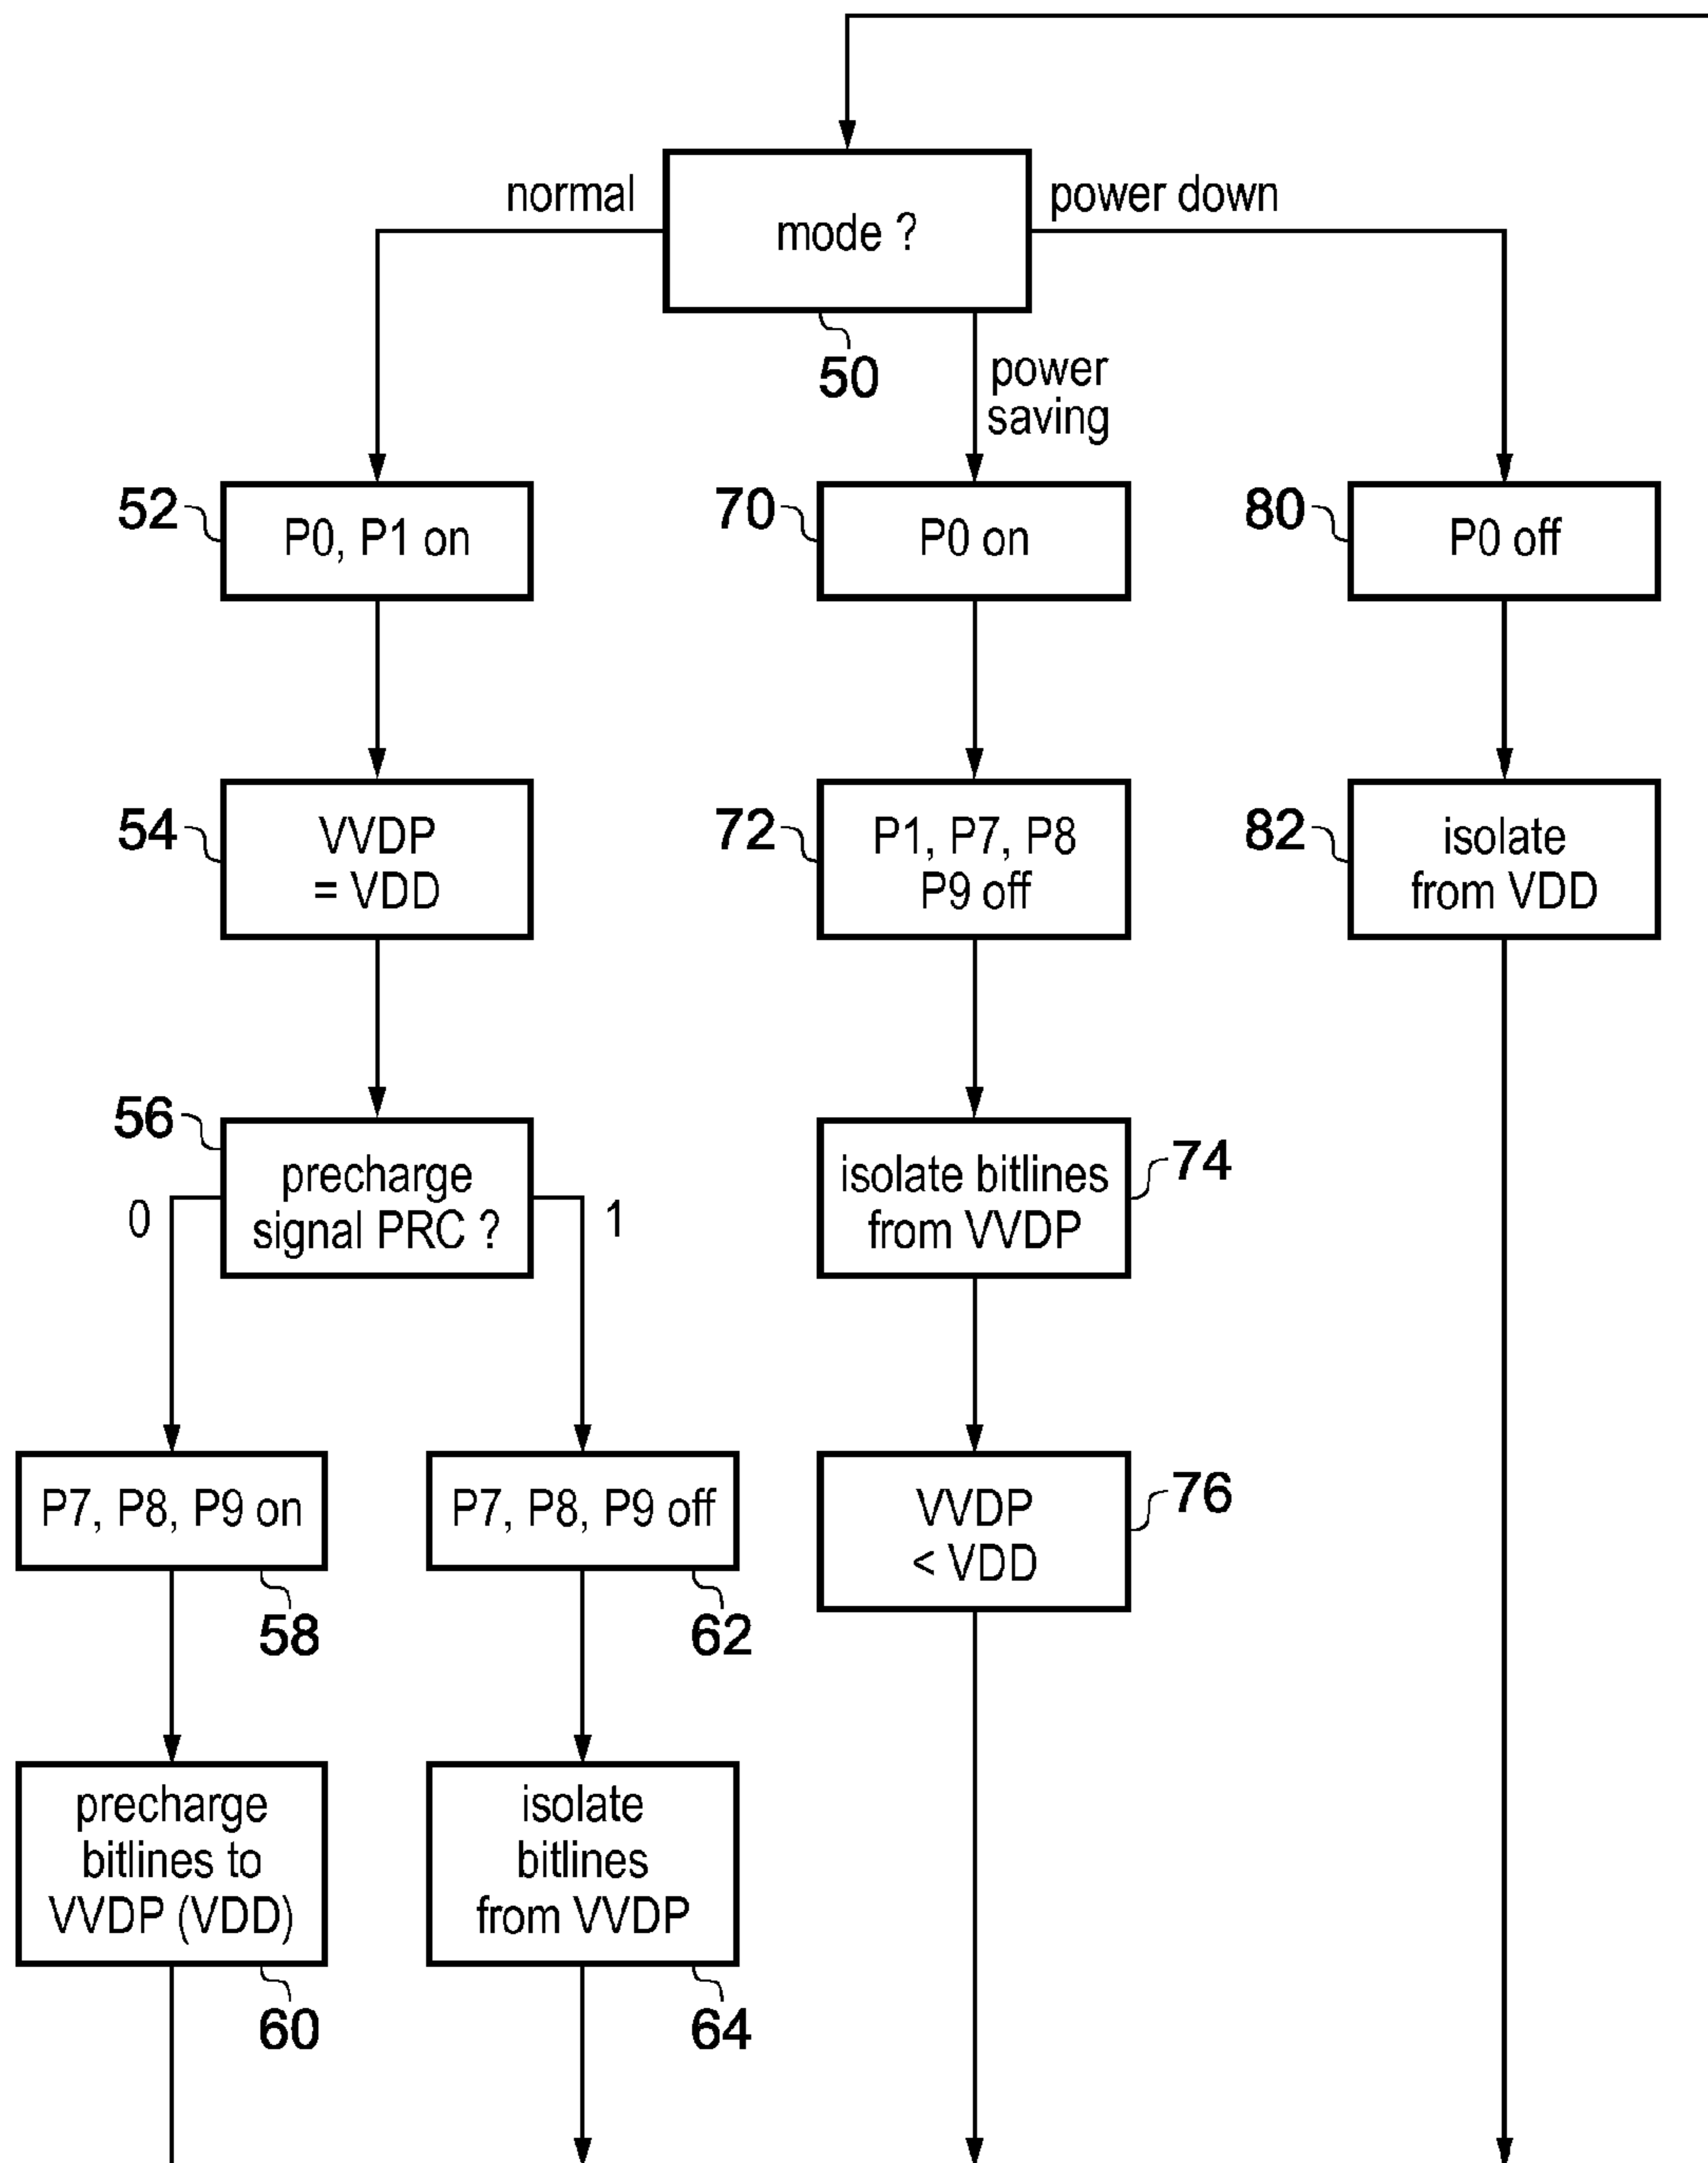 normal
mode ?
power down
50
power
saving
52
P0, P1 on
70
P0 on
80
P0 off
54
VVDP
= VDD
72
P1, P7, P8
P9 off
82
isolate
from VDD
56
precharge
signal PRC ?
0
1
isolate bitlines
from VVDP
74
P7, P8, P9 on
58
P7, P8, P9 off
62
VVDP
< VDD
76
precharge
bitlines to
VVDP (VDD)
60
isolate
bitlines
from VVDP
64